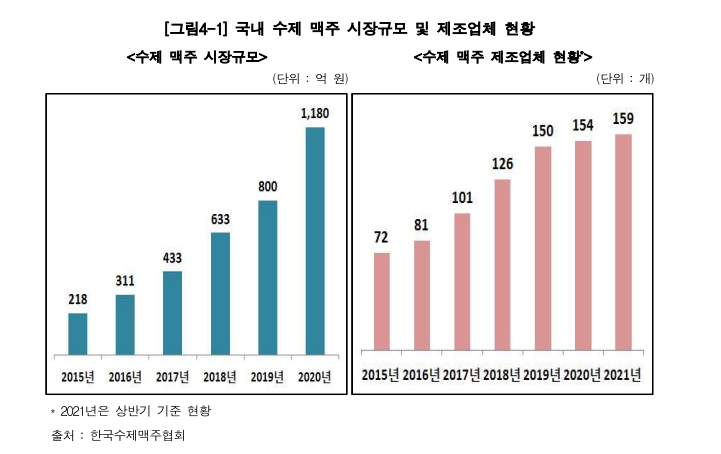 [그림4-1] 국내 수제 맥주 시장규모 및 제조업체 현황
<수제 맥주 시장규모>
(단위 : 억 원)
218
311
433
633
800
1,180
2015년 2016년 2017년 2018년 2019년 2020년
<수제 맥주 제조업체 현황*>
(단위 : 개)
72
81
101
126
150
154
159
2015년 2016년 2017년 2018년 2019년 2020년 2021년
* 2021년은 상반기 기준 현황
출처 : 한국수제맥주협회